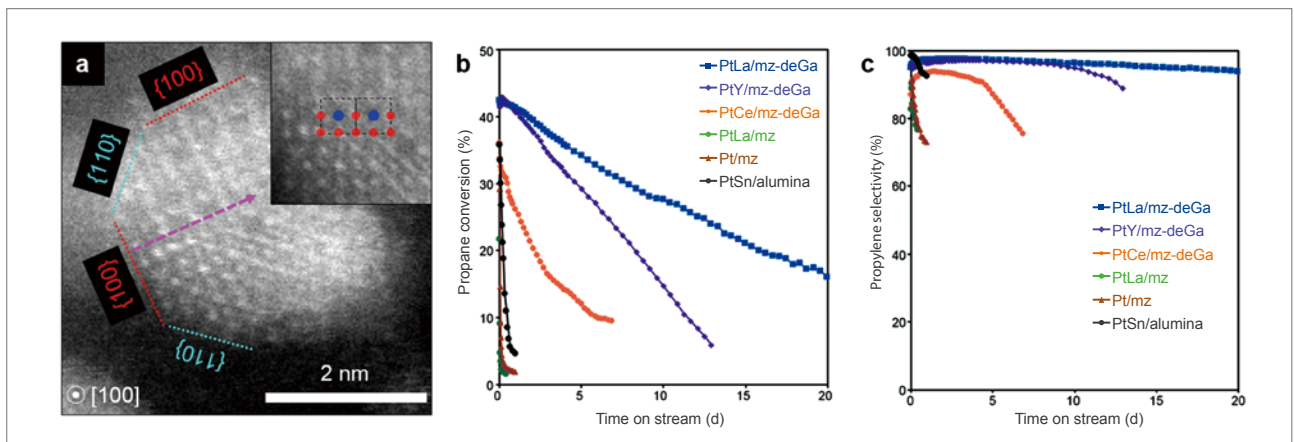 a
{100}
{110}
{100}
{110}
2 nm
[100]
b
50
40
30
20
10
0
0
5
10
15
20
Propane conversion (%)
Time on stream (d)
PtLa/mz-deGa
PtY/mz-deGa
PtCe/mz-deGa
PtLa/mz
Pt/mz
PtSn/alumina
c
100
80
60
40
20
0
0
5
10
15
20
Propylene selectivity (%)
Time on stream (d)
PtLa/mz-deGa
PtY/mz-deGa
PtCe/mz-deGa
PtLa/mz
Pt/mz
PtSn/alumina